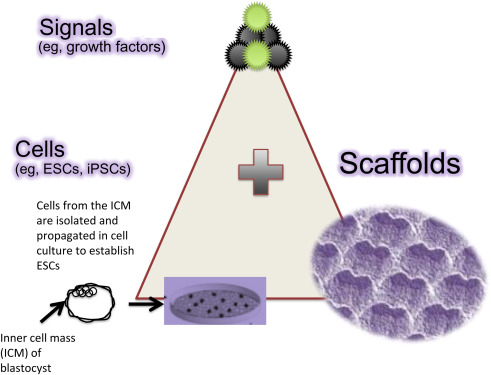 Signals
(eg, growth factors)
Cells
(eg, ESCs, iPSCs)
Scaffolds
Cells from the ICM
are isolated and
propagated in cell
culture to establish
ESCs
Inner cell mass
(ICM) of
blastocyst